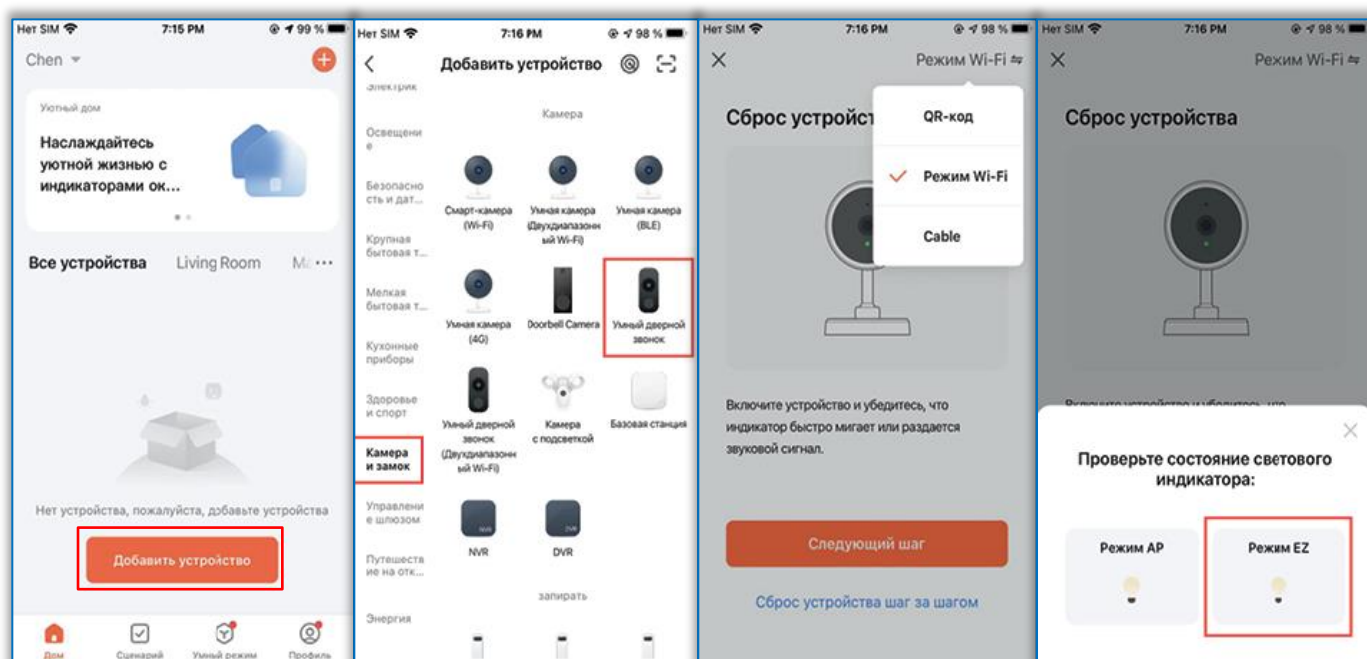 Нет SIM 7:15 PM 99 %
Chen
Уютный дом
Наслаждайтесь
уютной жизнью с
индикаторами ок...
Все устройства Living Room
Нет устройства, пожалуйста, добавьте устройства
Добавить устройство
Дом Сценарий Умный режим Профиль
Нет SIM 7:16 PM 98 %
Добавить устройство
Электрик
Освещени
е
Безопасно
сть и дат...
Крупная
бытовая т...
Мелкая
бытовая т...
Кухонные
приборы
Здоровье
и спорт
Камера
и замок
Управлени
е шлюзом
Путешеств
ие на отк...
Энергия
Камера
Смарт-камера
(Wi-Fi)
Умная камера
(Двухдиапазонн
ый Wi-Fi)
Умная камера
(BLE)
Умная камера
(4G)
Doorbell Camera
Умный дверной
звонок
Умный дверной
звонок
(Двухдиапазонн
ый Wi-Fi)
Камера
с подсветкой
Базовая станция
NVR
NVR
DVR
DVR
запирать
Нет SIM 7:16 PM 98 %
Режим Wi-Fi
Сброс устройст
QR-код
Режим Wi-Fi
Cable
Включите устройство и убедитесь, что
индикатор быстро мигает или раздается
звуковой сигнал.
Следующий шаг
Сброс устройства шаг за шагом
Нет SIM 7:16 PM 98 %
Режим Wi-Fi
Сброс устройства
Включите устройство и убедитесь, что
Проверьте состояние светового
индикатора:
Режим AP
Режим EZ